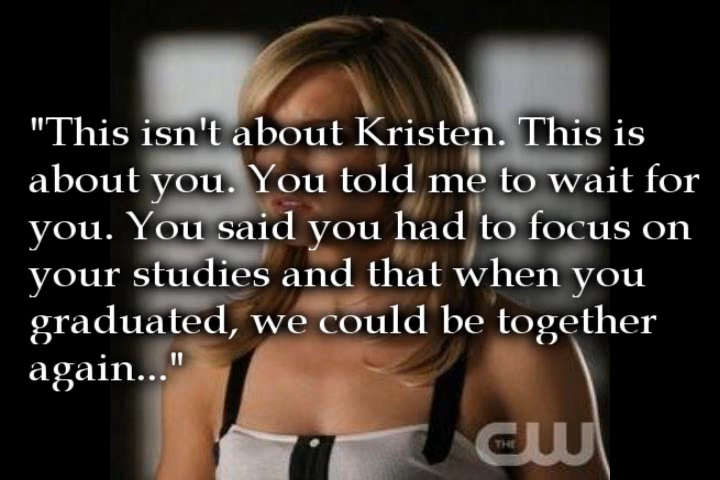 "This isn't about Kristen. This is
about you. You told me to wait for
you. You said you had to focus on
your studies and that when you
graduated, we could be together
again..."
THE
CW